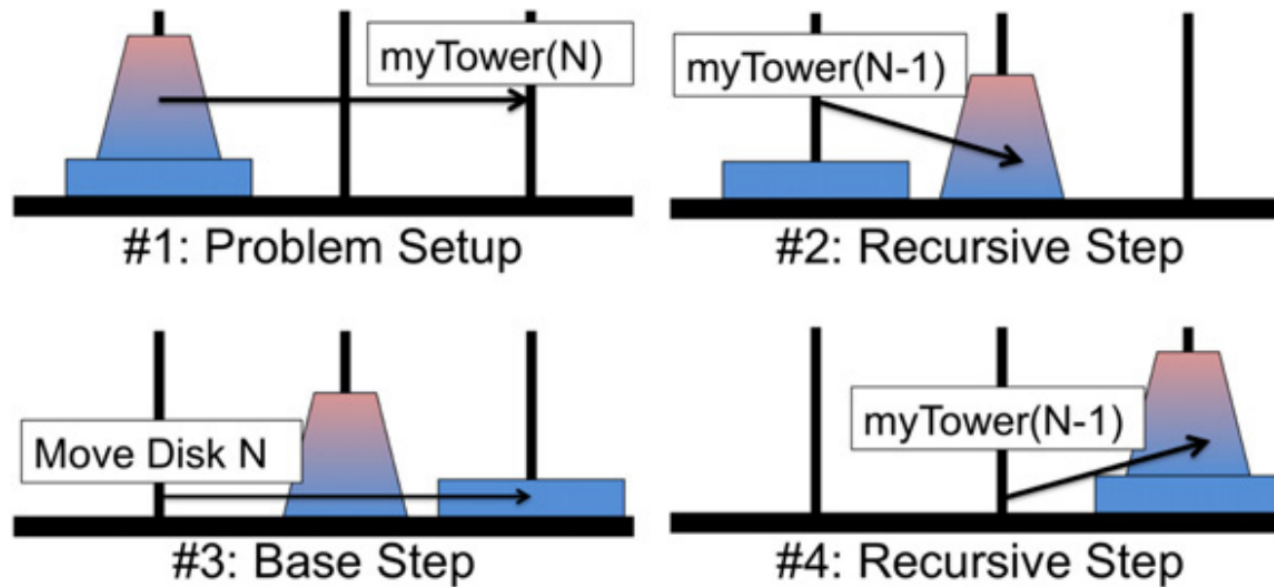 myTower(N)
#1: Problem Setup
myTower(N-1)
#2: Recursive Step
Move Disk N
#3: Base Step
myTower(N-1)
#4: Recursive Step